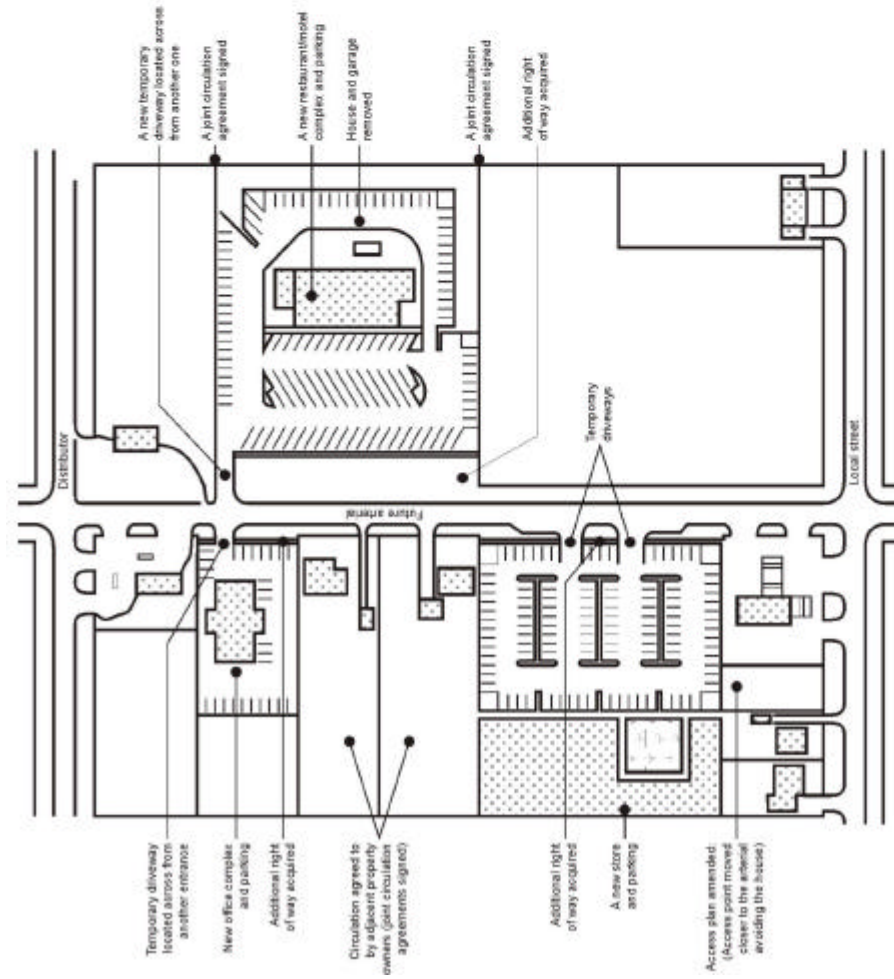 A new temporary
driveway located across
from another one
A joint circulation
agreement signed
A new restaurant/motel
complex and parking
House and garage
removed
A joint circulation
agreement signed
Additional right
of way acquired
Distributor
Future arterial
Temporary
driveways
Local street
Temporary driveway
located across from
another entrance
New office complex
and parking
Additional right
of way acquired
Circulation agreed to
by adjacent property
owners (joint circulation
agreements signed)
Additional right
of way acquired
A new store
and parking
Access plan amended
(Access point moved
closer to the arterial
avoiding the house)